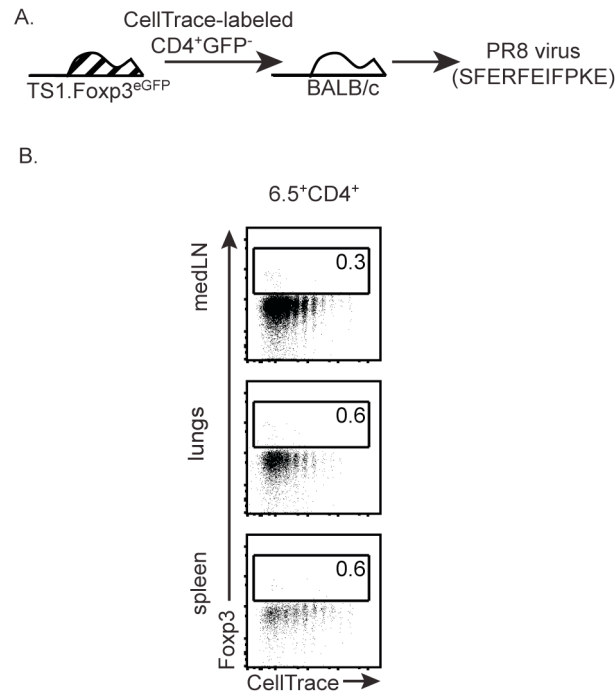 A.
CellTrace-labeled
CD4⁺GFP⁻
TS1.Foxp3ᵉᴳᶠᴾ
BALB/c
PR8 virus
(SFERFEIFPKE)
B.
6.5⁺CD4⁺
medLN
0.3
lungs
0.6
spleen
0.6
Foxp3
CellTrace